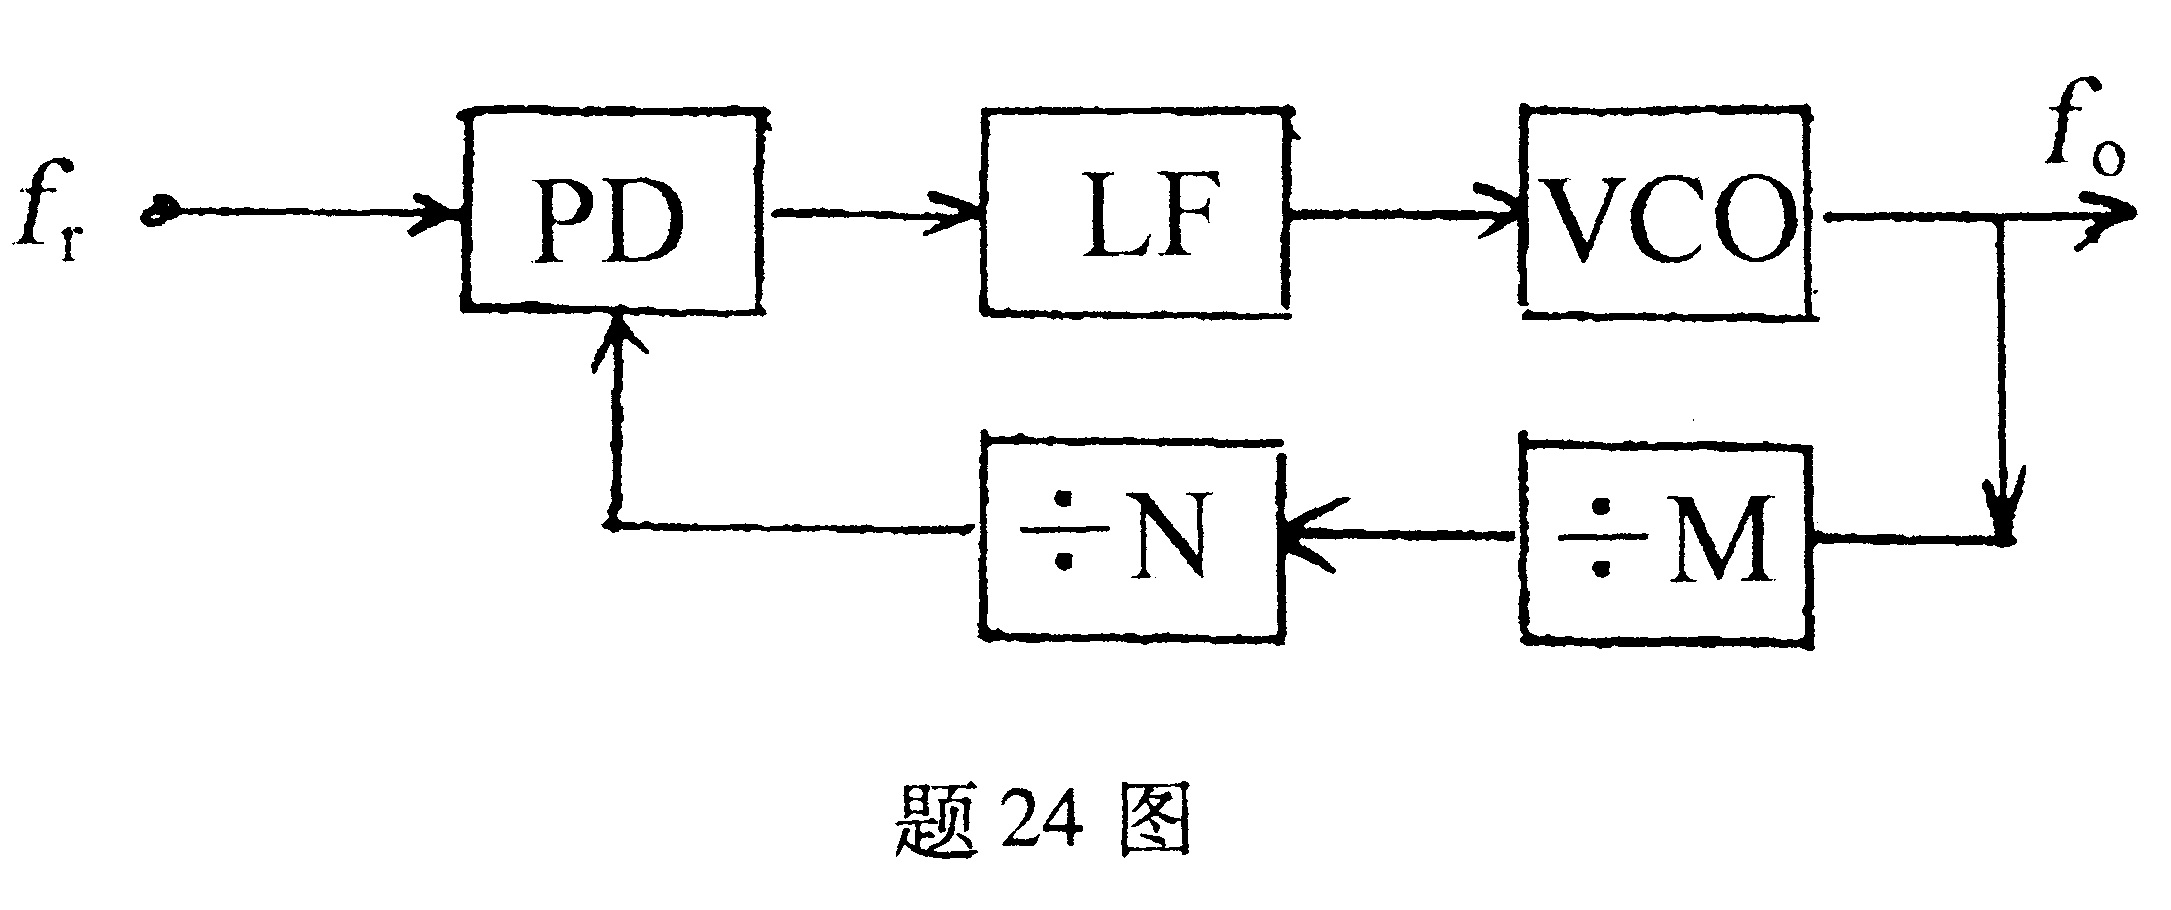 f_r PD LF VCO f_o
÷N ÷M
题 24 图